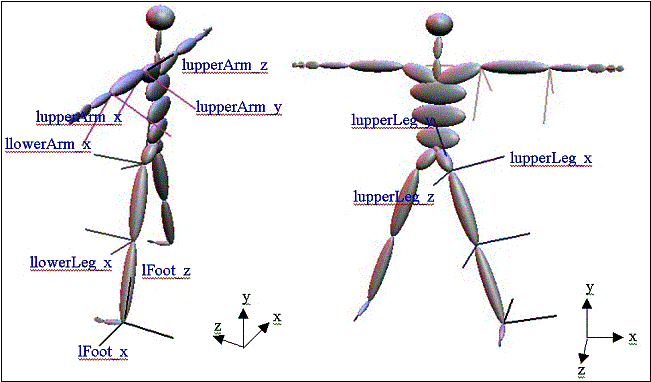 lupperArm_z
lupperArm_y
lupperArm_x
llowerArm_x
lupperLeg_y
lupperLeg_x
lupperLeg_z
llowerLeg_x
lFoot_z
lFoot_x
y
x
z
y
x
z